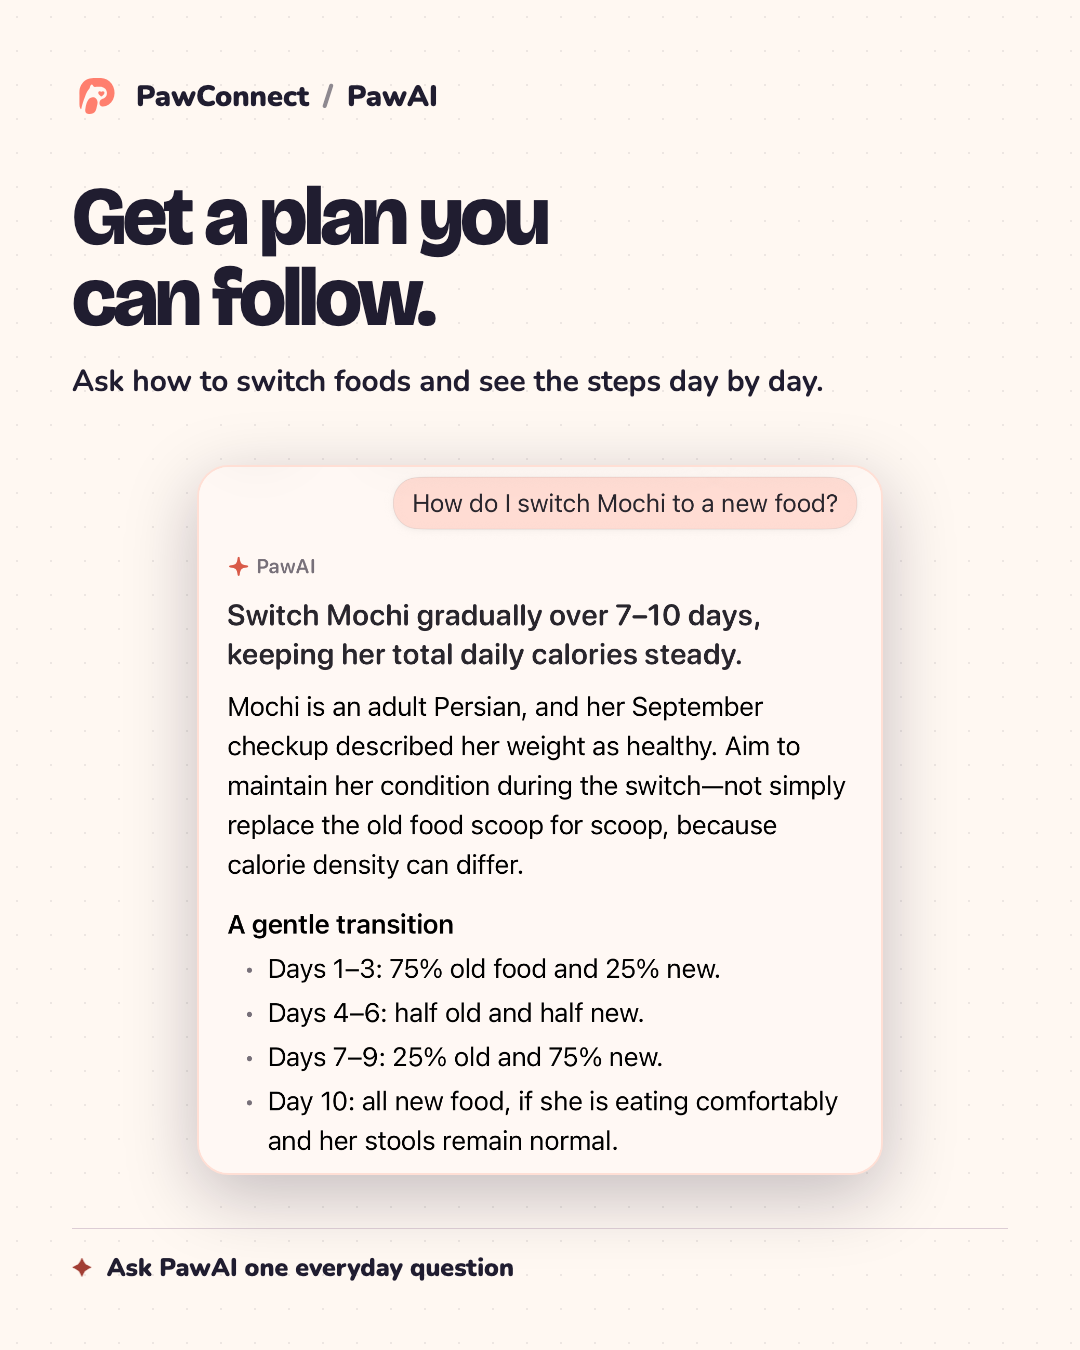 PawConnect / PawAI
Get a plan you
can follow.
Ask how to switch foods and see the steps day by day.
How do I switch Mochi to a new food?
PawAI
Switch Mochi gradually over 7–10 days,
keeping her total daily calories steady.
Mochi is an adult Persian, and her September
checkup described her weight as healthy. Aim to
maintain her condition during the switch—not simply
replace the old food scoop for scoop, because
calorie density can differ.
A gentle transition
• Days 1–3: 75% old food and 25% new.
• Days 4–6: half old and half new.
• Days 7–9: 25% old and 75% new.
• Day 10: all new food, if she is eating comfortably
and her stools remain normal.
Ask PawAI one everyday question